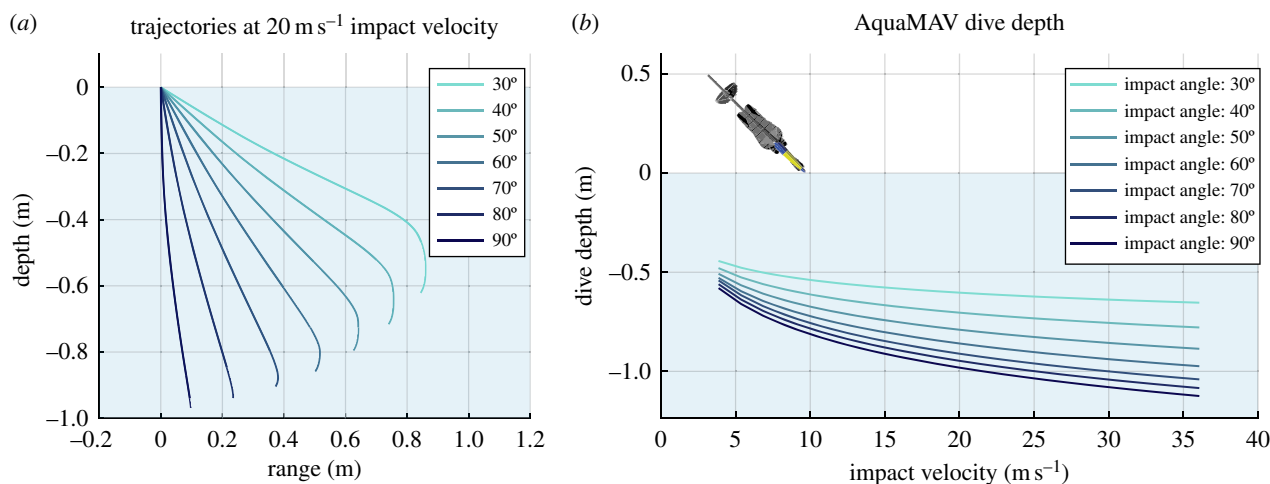 (a) trajectories at 20 m s⁻¹ impact velocity
0
–0.2
–0.4
–0.6
–0.8
–1.0
depth (m)
30º
40º
50º
60º
70º
80º
90º
–0.2 0 0.2 0.4 0.6 0.8 1.0 1.2
range (m)
(b) AquaMAV dive depth
0.5
0
–0.5
–1.0
dive depth (m)
impact angle: 30º
impact angle: 40º
impact angle: 50º
impact angle: 60º
impact angle: 70º
impact angle: 80º
impact angle: 90º
0 5 10 15 20 25 30 35 40
impact velocity (m s⁻¹)